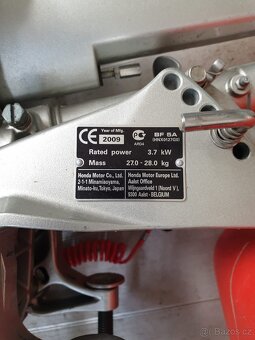 Year of Mfg.
CE 2009
BF 5A
AR04
Rated power 3.7 kW
Mass 27.0 - 28.0 kg
Honda Motor Co., Ltd.
2-1-1 Minamiaoyama,
Minato-ku, Tokyo, Japan
Honda Motor Europe Ltd.
Aalst Office
Wijngaardveld 1 (Noord V),
9300 Aalst - BELGIUM
Bazoš.cz